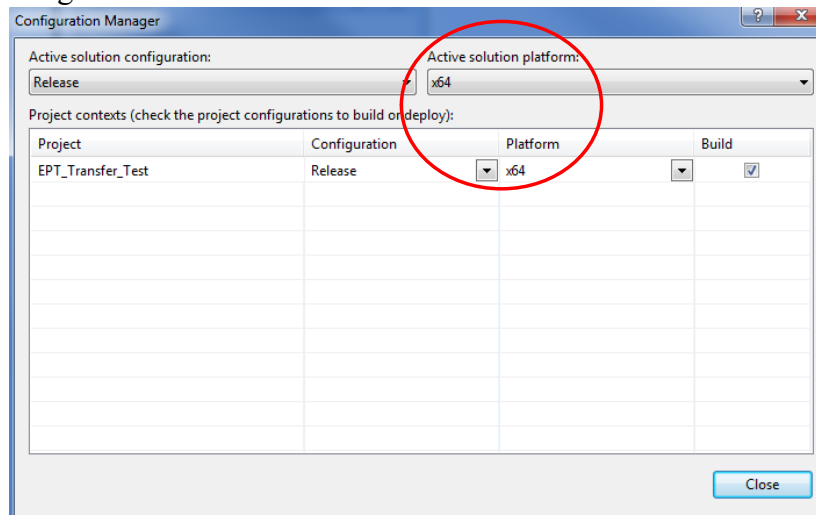 Configuration Manager
Active solution configuration: Active solution platform:
Release x64
Project contexts (check the project configurations to build or deploy):
Project Configuration Platform Build
EPT_Transfer_Test Release x64
Close